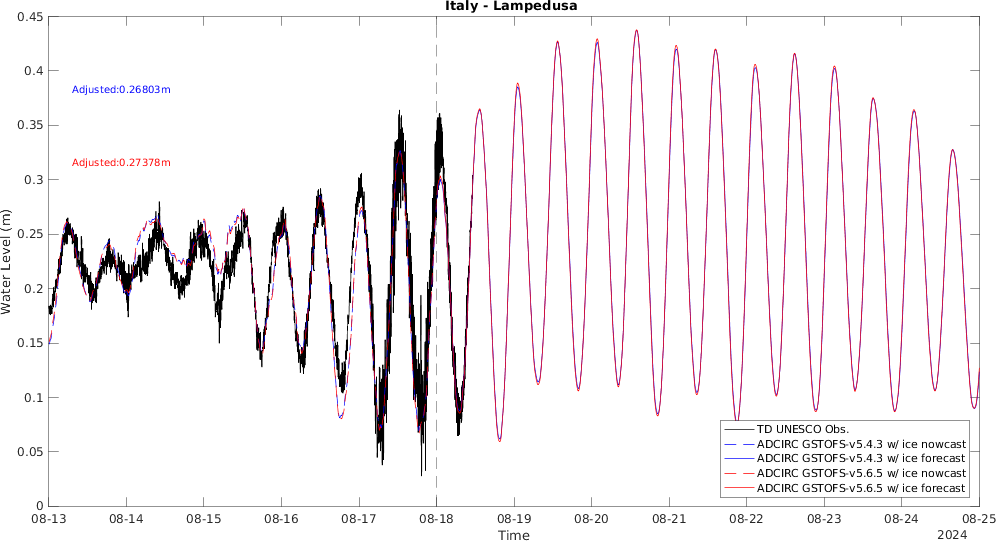 Italy - Lampedusa
Water Level (m)
0.45
0.4
0.35
0.3
0.25
0.2
0.15
0.1
0.05
0
Adjusted:0.26803m
Adjusted:0.27378m
TD UNESCO Obs.
ADCIRC GSTOFS-v5.4.3 w/ ice nowcast
ADCIRC GSTOFS-v5.4.3 w/ ice forecast
ADCIRC GSTOFS-v5.6.5 w/ ice nowcast
ADCIRC GSTOFS-v5.6.5 w/ ice forecast
08-13 08-14 08-15 08-16 08-17 08-18 08-19 08-20 08-21 08-22 08-23 08-24 08-25
Time
2024